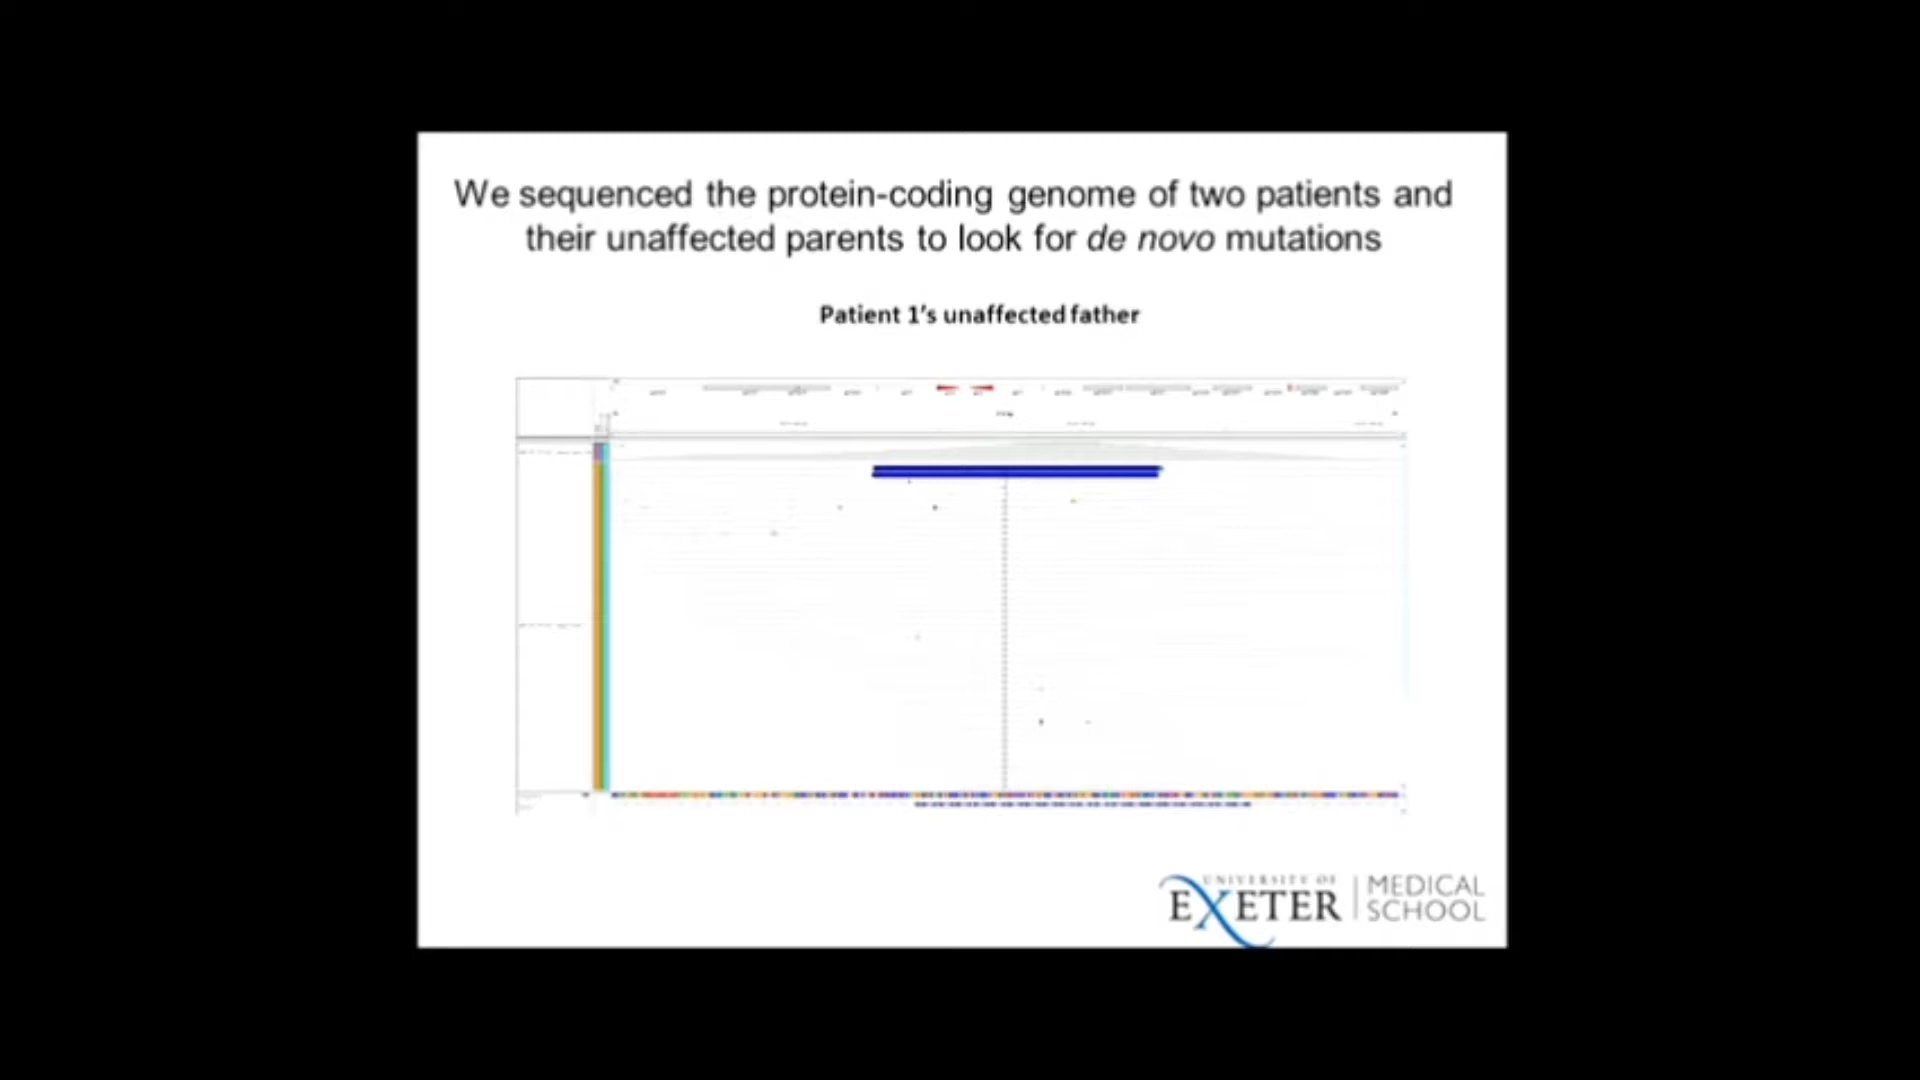 We sequenced the protein-coding genome of two patients and
their unaffected parents to look for de novo mutations
Patient 1's unaffected father
UNIVERSITY OF
EXETER
MEDICAL
SCHOOL